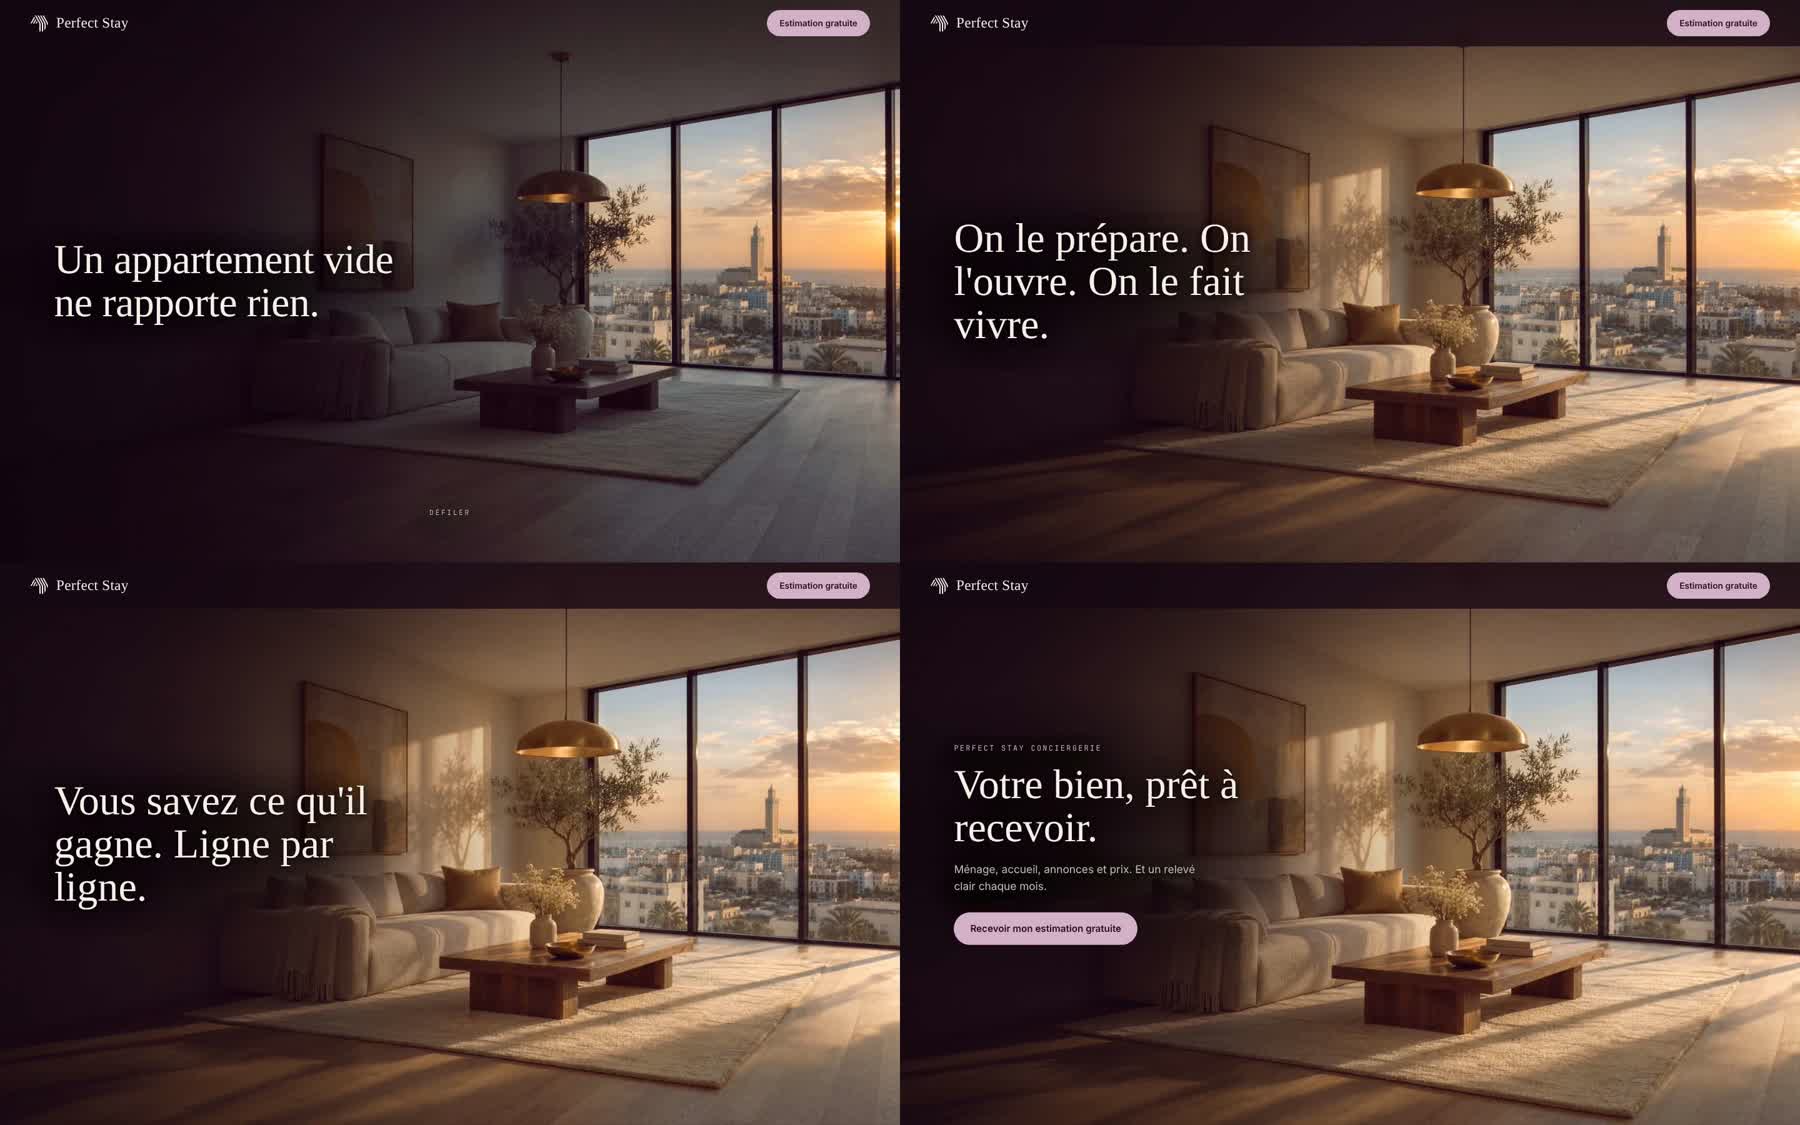 Perfect Stay
Estimation gratuite
Un appartement vide
ne rapporte rien.
DÉFILER
Perfect Stay
Estimation gratuite
On le prépare. On
l'ouvre. On le fait
vivre.
Perfect Stay
Estimation gratuite
Vous savez ce qu'il
gagne. Ligne par
ligne.
Perfect Stay
Estimation gratuite
PERFECT STAY CONCIERGERIE
Votre bien, prêt à
recevoir.
Ménage, accueil, annonces et prix. Et un relevé
clair chaque mois.
Recevoir mon estimation gratuite